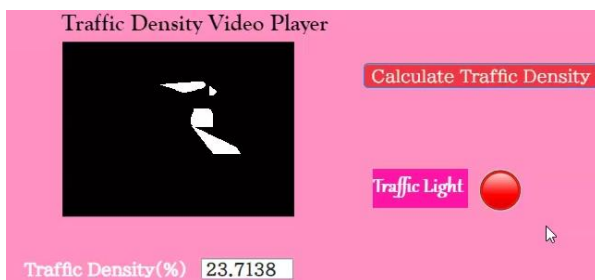 Traffic Density Video Player
Calculate Traffic Density
Traffic Light
Traffic Density(%) 23.7138